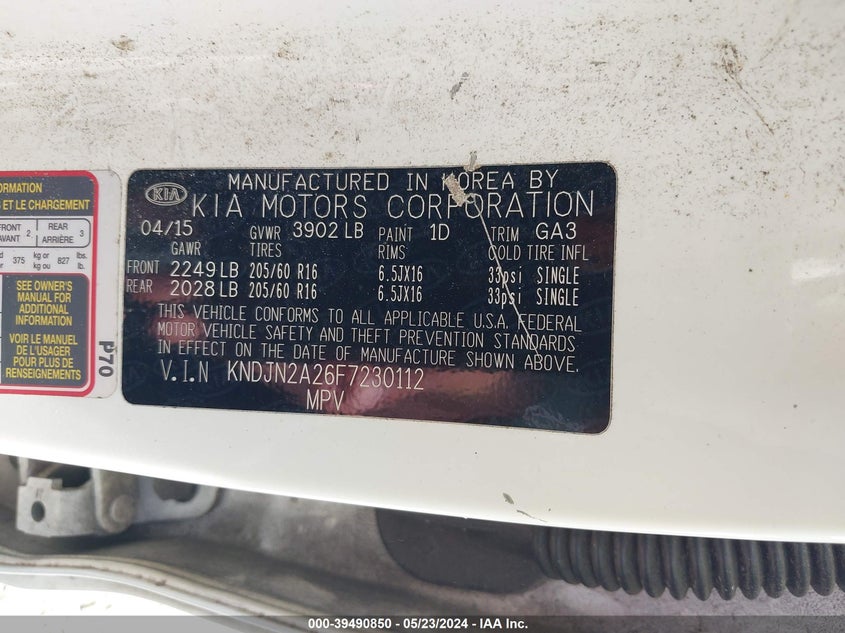 ORMATION
S ET LE CHARGEMENT
FRONT 2 REAR 3
AVANT ARRIÈRE
375 kg or 827 lbs.
kg ou lb.
SEE OWNER'S
MANUAL FOR
ADDITIONAL
INFORMATION
VOIR LE MANUEL
DE L'USAGER
POUR PLUS DE
RENSEIGNEMENTS
P70
KIA
MANUFACTURED IN KOREA BY
KIA MOTORS CORPORATION
04/15 GVWR 3902 LB PAINT 1D TRIM GA3
GAWR TIRES RIMS COLD TIRE INFL
FRONT 2249 LB 205/60 R16 6.5JX16 33psi SINGLE
REAR 2028 LB 205/60 R16 6.5JX16 33psi SINGLE
THIS VEHICLE CONFORMS TO ALL APPLICABLE U.S.A. FEDERAL
MOTOR VEHICLE SAFETY AND THEFT PREVENTION STANDARDS
IN EFFECT ON THE DATE OF MANUFACTURE SHOWN ABOVE.
V.I.N KNDJN2A26F7230112
MPV
000-39490850 - 05/23/2024 - IAA Inc.